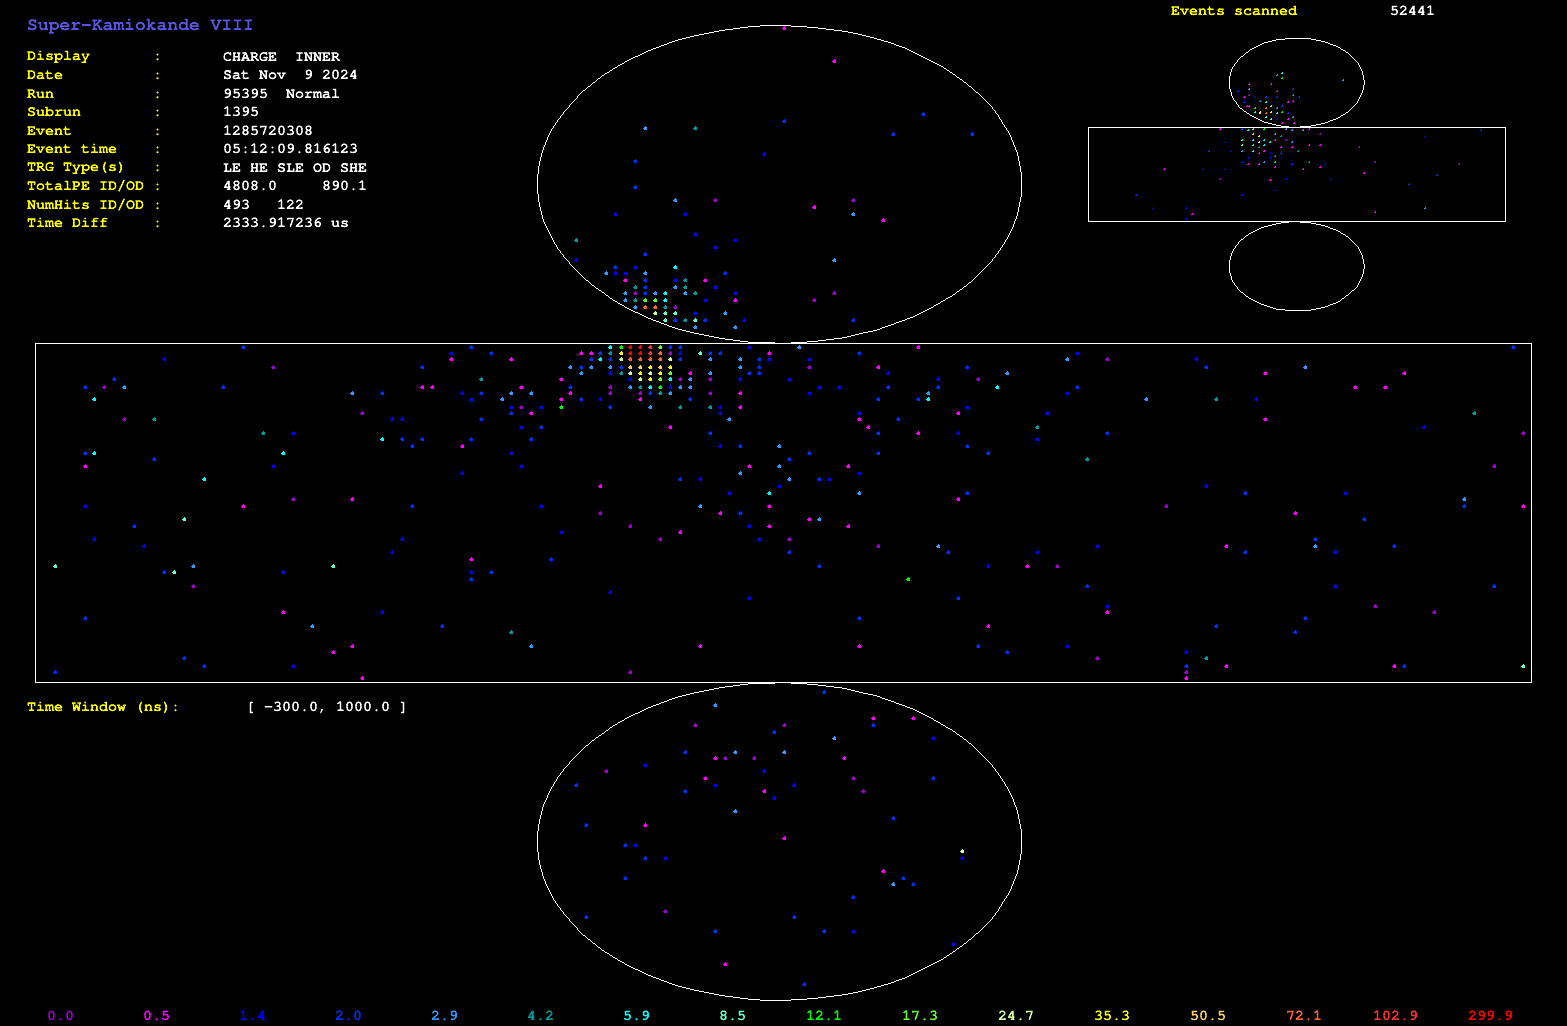 Super-Kamiokande VIII
Events scanned 52441
Display : CHARGE INNER
Date : Sat Nov 9 2024
Run : 95395 Normal
Subrun : 1395
Event : 1285720308
Event time : 05:12:09.816123
TRG Type(s) : LE HE SLE OD SHE
TotalPE ID/OD : 4808.0 890.1
NumHits ID/OD : 493 122
Time Diff : 2333.917236 us
Time Window (ns): [ -300.0, 1000.0 ]
0.0 0.5 1.4 2.0 2.9 4.2 5.9 8.5 12.1 17.3 24.7 35.3 50.5 72.1 102.9 299.9